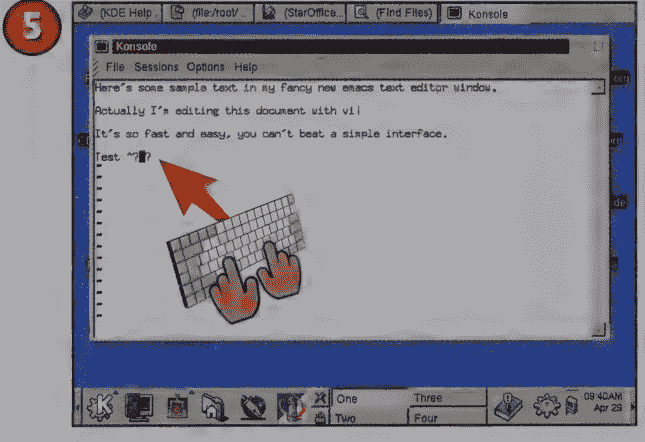 5
(KDE Help .
(file:/root/ ..
(StarOffice...
(Find Files)
Konsole
Konsole
File Sessions Options Help
Here's some sample text in my fancy new emacs text editor window.
Actually I'm editing this document with vi
It's so fast and easy, you can't beat a simple interface.
Test ^?
~
~
~
~
~
~
~
~
~
~
~
~
~
~
org
de
One
Three
09:40AM
Two
Four
Apr 29